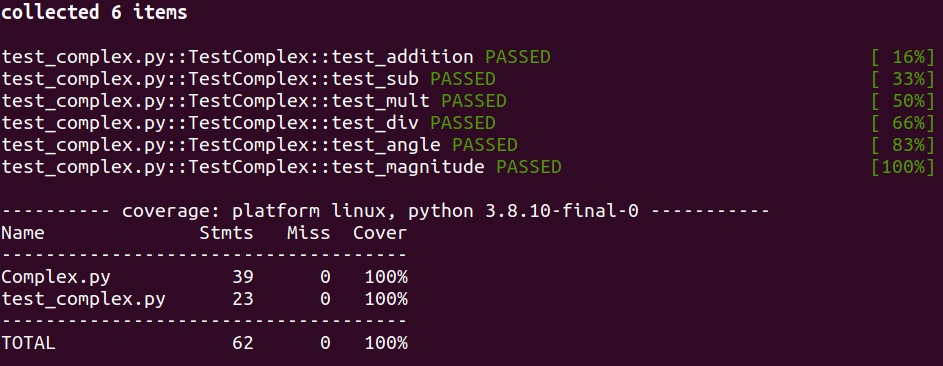 collected 6 items
test_complex.py::TestComplex::test_addition PASSED [ 16%]
test_complex.py::TestComplex::test_sub PASSED [ 33%]
test_complex.py::TestComplex::test_mult PASSED [ 50%]
test_complex.py::TestComplex::test_div PASSED [ 66%]
test_complex.py::TestComplex::test_angle PASSED [ 83%]
test_complex.py::TestComplex::test_magnitude PASSED [100%]
---------- coverage: platform linux, python 3.8.10-final-0 -----------
Name Stmts Miss Cover
-------------------------------------
Complex.py 39 0 100%
test_complex.py 23 0 100%
-------------------------------------
TOTAL 62 0 100%